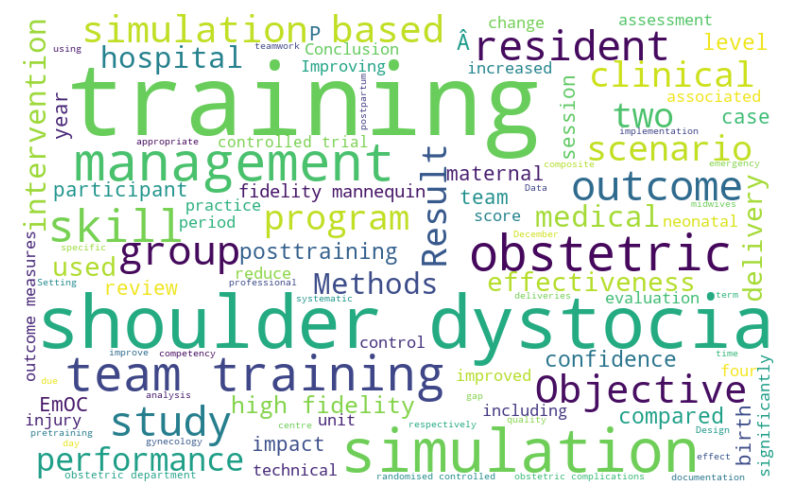 using
teamwork
change
assessment
simulation based
P
Â
resident
level
hospital
Conclusion
Improving
increased
clinical
associated
intervention
year
training
postpartum
session
two
case
implementation
appropriate
controlled trial
scenario
management
Result
maternal
composite
emergency
participant
fidelity mannequin
team
Data
outcome
practice
score
medical
neonatal
skill
period
program
December
delivery
group
posttraining
obstetric
specific
outcome measures
Setting
used
reduce
Methods
effectiveness
review
professional
systematic
deliveries
evaluation
term
shoulder dystocia
control
improve
competency
confidence
time
team training
improved
four
due
analysis
gap
Objective
significantly
EmOC
high fidelity
including
compared
birth
injury
study
centre
unit
respectively
quality
Design
pretraining
day
gynecology
impact
simulation
effect
performance
technical
obstetric department
randomised controlled
obstetric complications
documentation